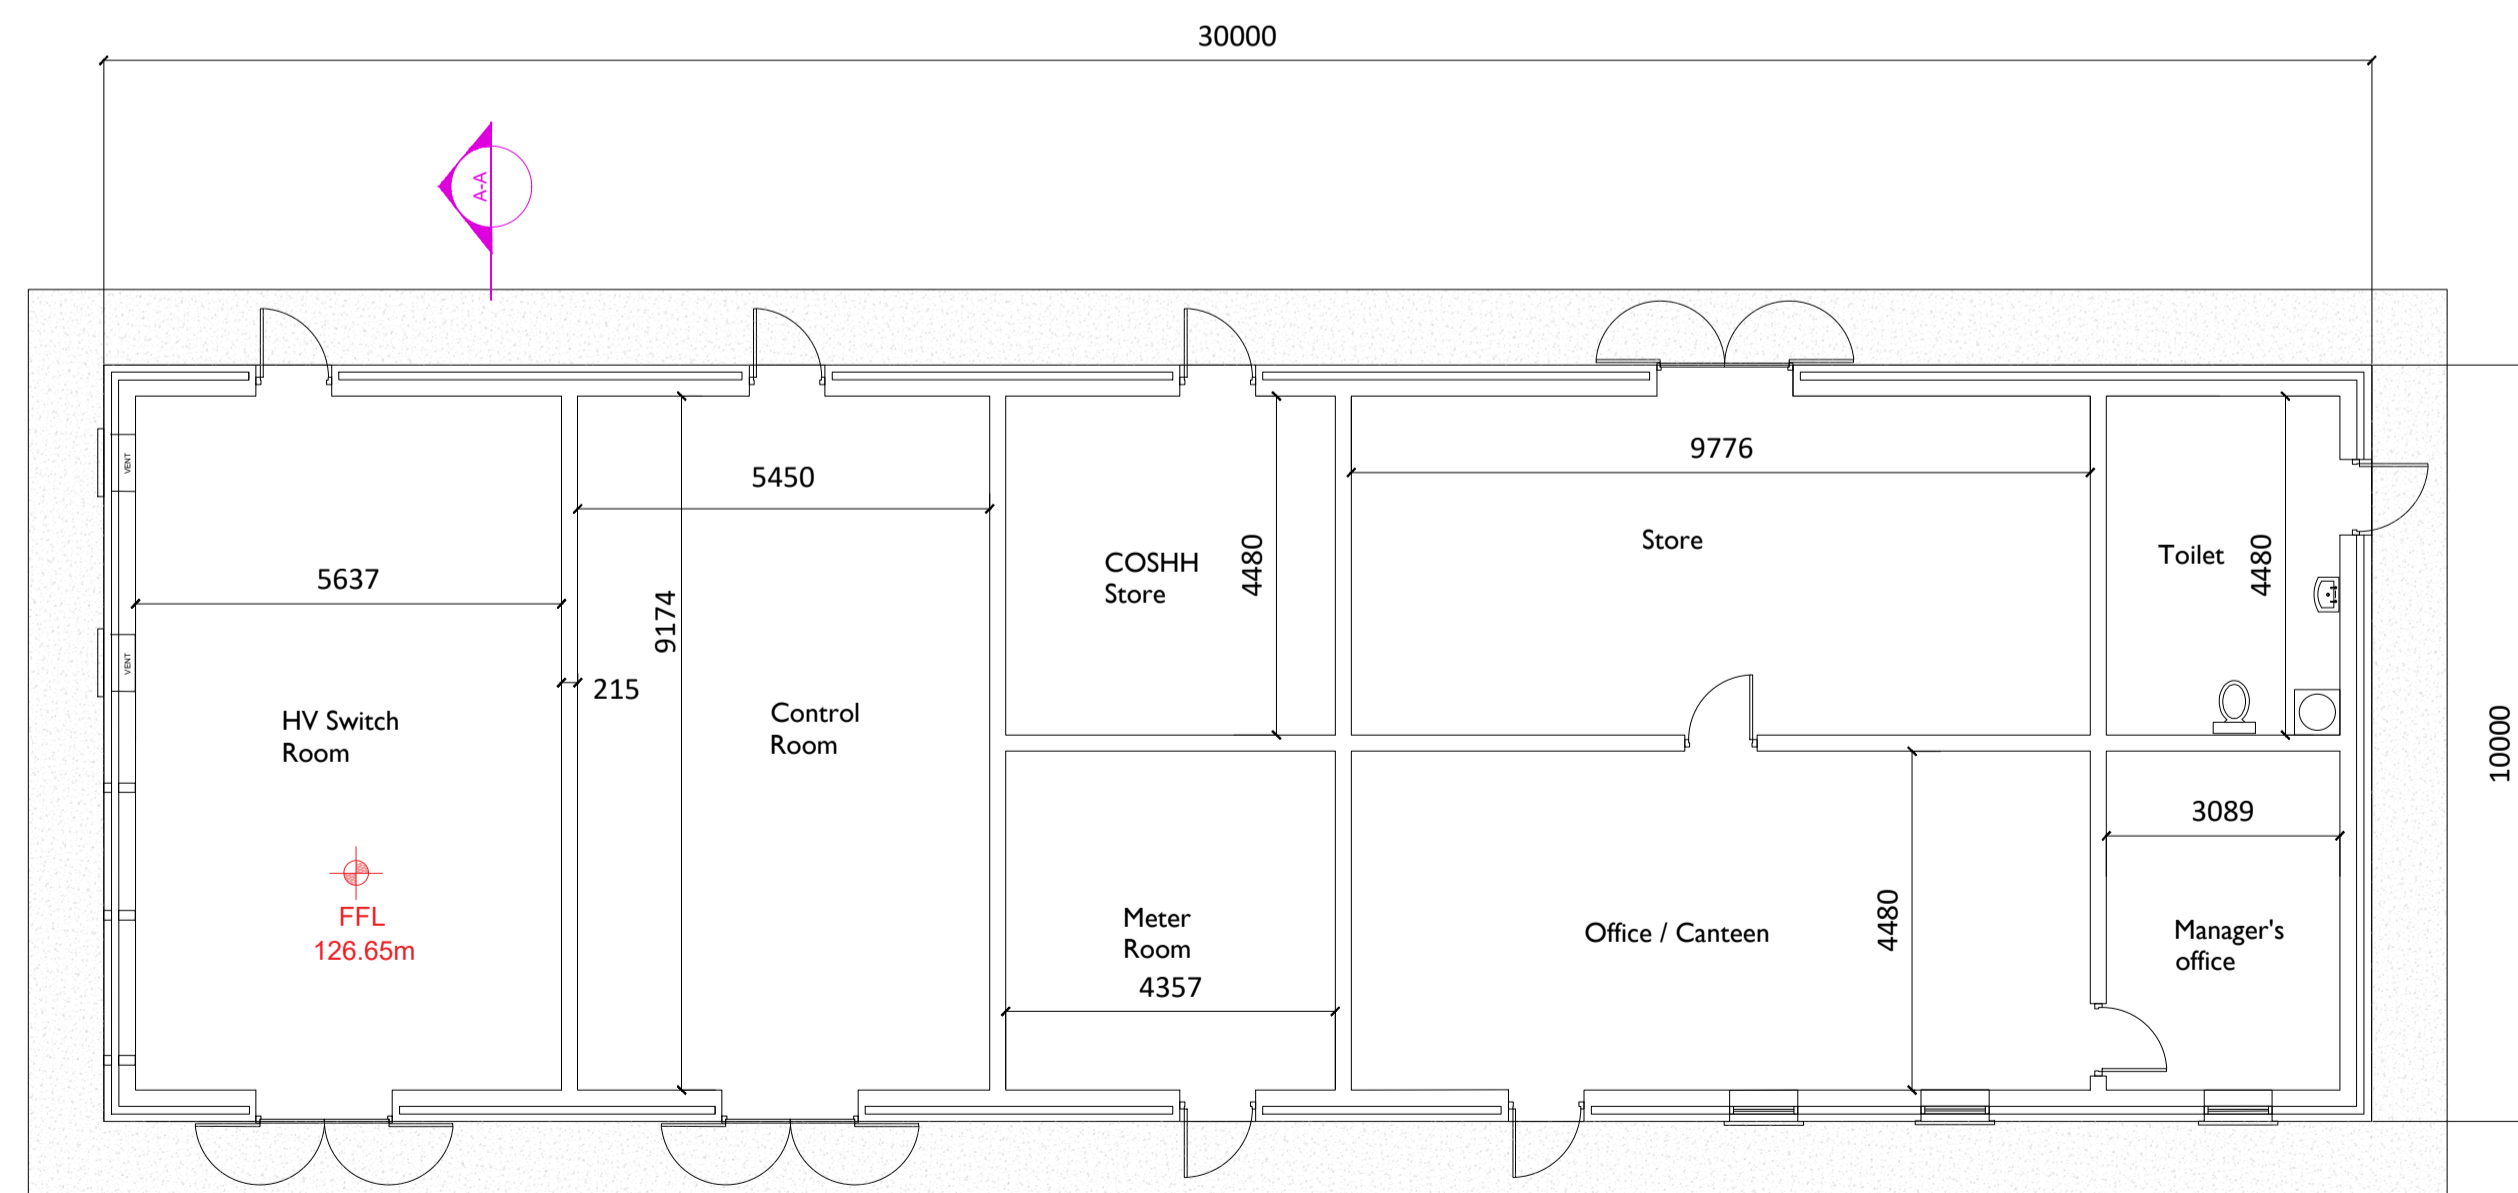 30000
A-A
VENT
5450
9776
COSHH
Store
4480
Store
Toilet
4480
5637
9174
VENT
215
HV Switch
Room
Control
Room
10000
3089
FFL
126.65m
Meter
Room
4357
Office / Canteen
4480
Manager's
office